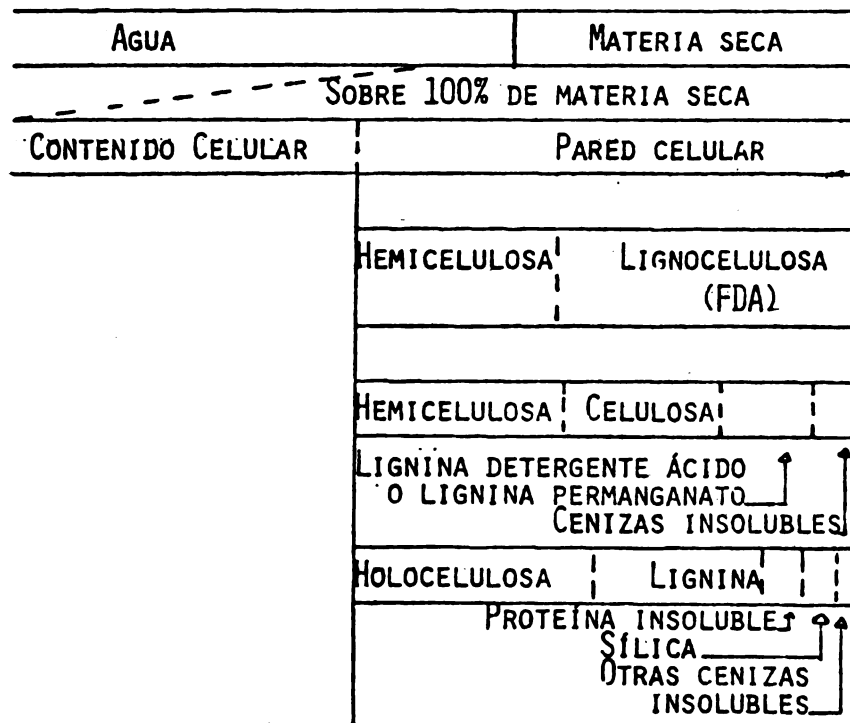 AGUA MATERIA SECA
SOBRE 100% DE MATERIA SECA
CONTENIDO CELULAR PARED CELULAR
HEMICELULOSA LIGNOCELULOSA
(FDA)
HEMICELULOSA CELULOSA
LIGNINA DETERGENTE ÁCIDO
O LIGNINA PERMANGANATO
CENIZAS INSOLUBLES
HOLOCELULOSA LIGNINA
PROTEÍNA INSOLUBLE
SÍLICA
OTRAS CENIZAS
INSOLUBLES